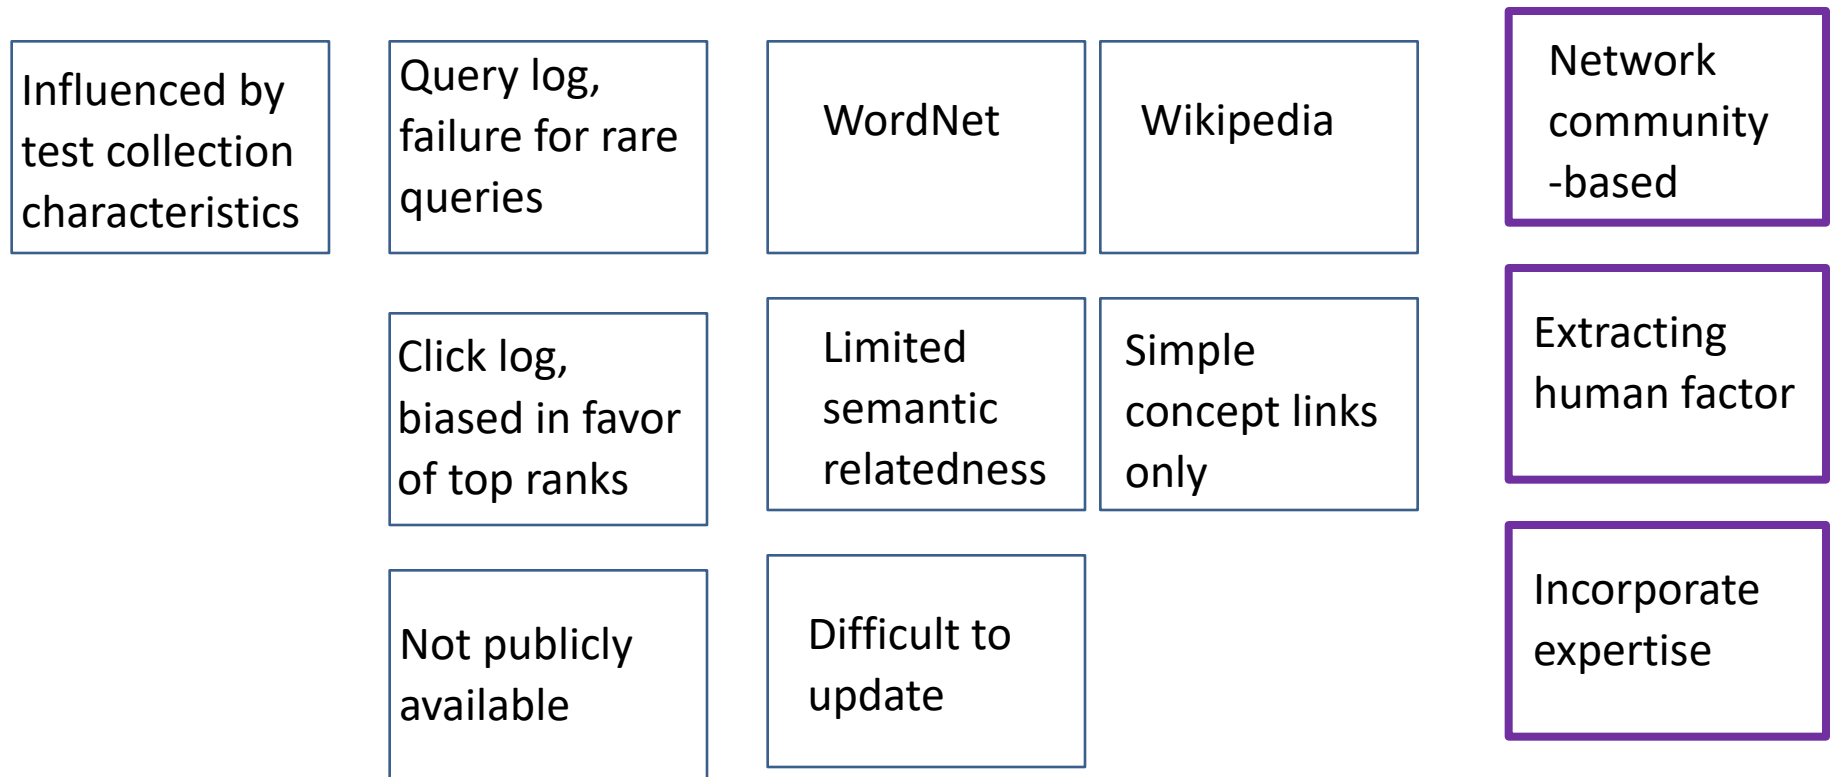 Influenced by
test collection
characteristics
Query log,
failure for rare
queries
WordNet
Wikipedia
Network
community
-based
Click log,
biased in favor
of top ranks
Limited
semantic
relatedness
Simple
concept links
only
Extracting
human factor
Not publicly
available
Difficult to
update
Incorporate
expertise